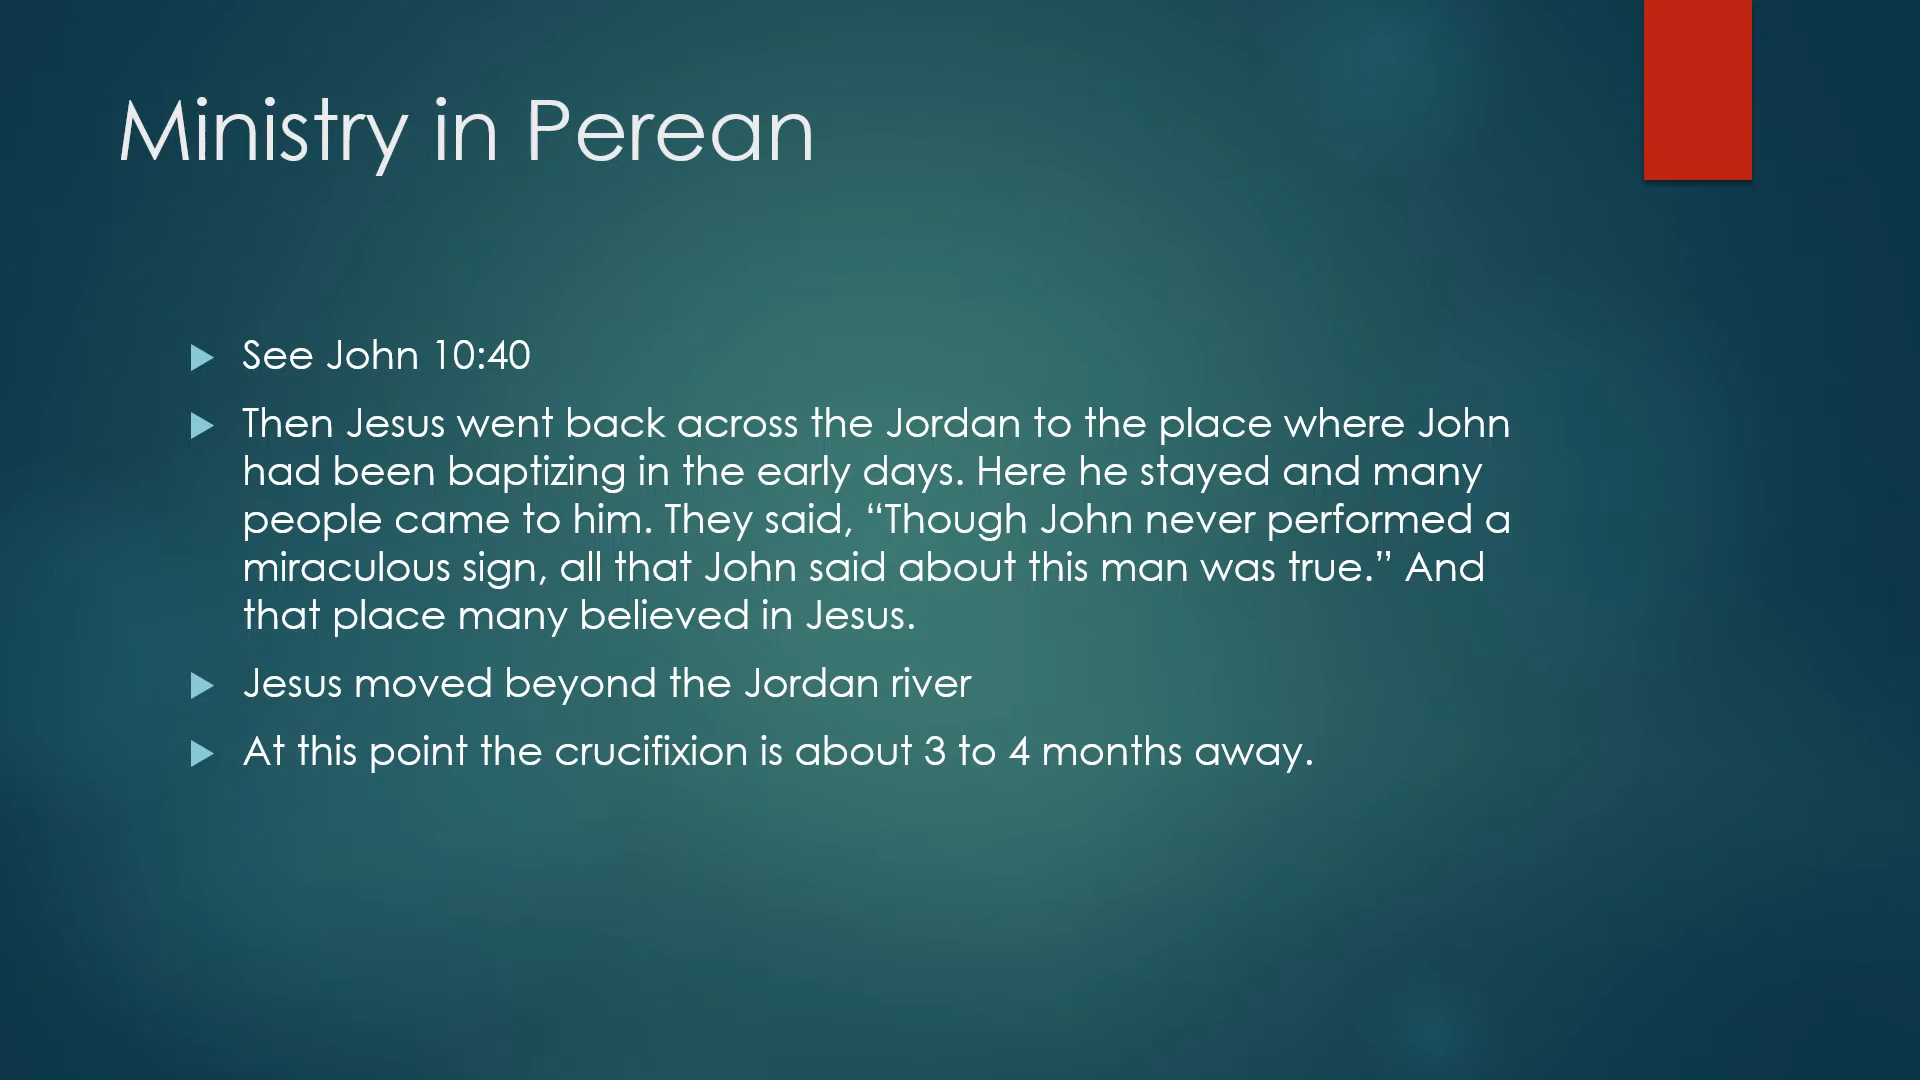 Ministry in Perean
See John 10:40
Then Jesus went back across the Jordan to the place where John
had been baptizing in the early days. Here he stayed and many
people came to him. They said, “Though John never performed a
miraculous sign, all that John said about this man was true.” And
that place many believed in Jesus.
Jesus moved beyond the Jordan river
At this point the crucifixion is about 3 to 4 months away.